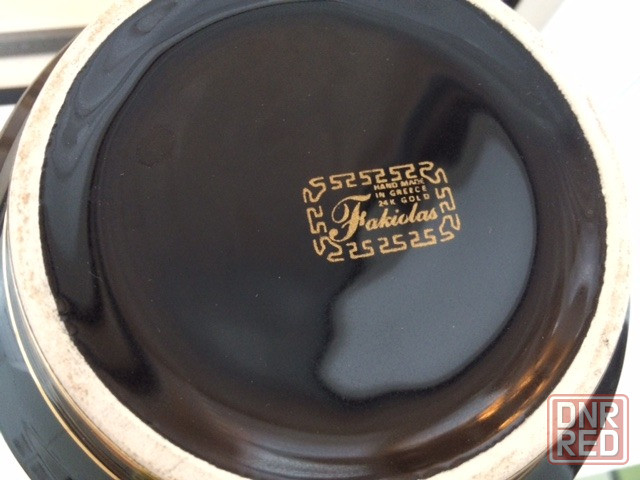 HAND MADE
IN GREECE
24K GOLD
Fakiolas
DNR
RED